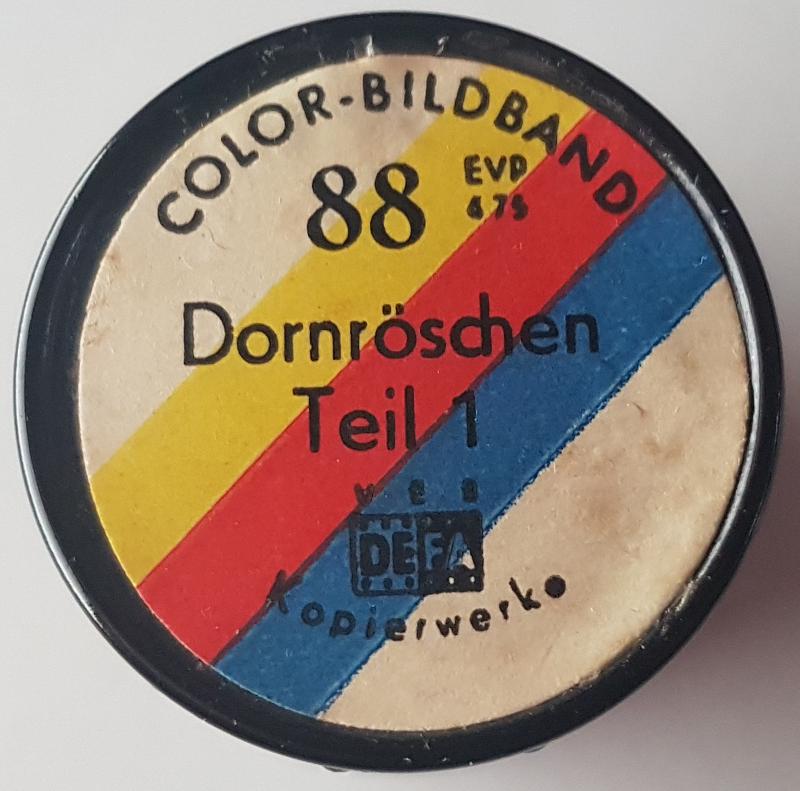 COLOR-BILDBAND
88
EVP
4 75
Dornröschen
Teil 1
VEB
DEFA
Kopierwerke